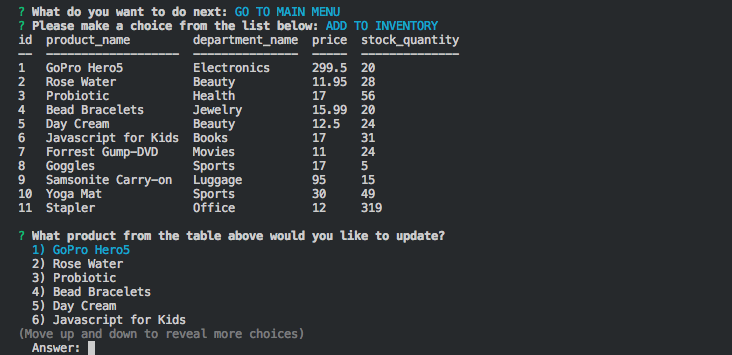 ? What do you want to do next: GO TO MAIN MENU
? Please make a choice from the list below: ADD TO INVENTORY
id  product_name         department_name  price  stock_quantity
--  -------------------  ---------------  -----  --------------
1   GoPro Hero5          Electronics      299.5  20
2   Rose Water           Beauty           11.95  28
3   Probiotic            Health           17     56
4   Bead Bracelets       Jewelry          15.99  20
5   Day Cream            Beauty           12.5   24
6   Javascript for Kids  Books            17     31
7   Forrest Gump-DVD     Movies           11     24
8   Goggles              Sports           17     5
9   Samsonite Carry-on   Luggage          95     15
10  Yoga Mat             Sports           30     49
11  Stapler              Office           12     319
? What product from the table above would you like to update?
1) GoPro Hero5
2) Rose Water
3) Probiotic
4) Bead Bracelets
5) Day Cream
6) Javascript for Kids
(Move up and down to reveal more choices)
Answer: